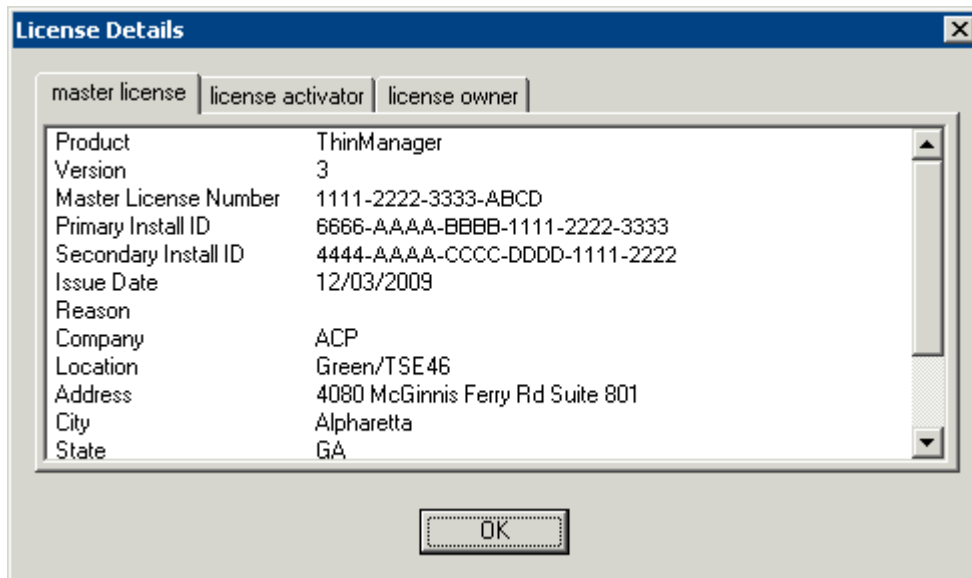 License Details
master license license activator license owner
Product ThinManager
Version 3
Master License Number 1111-2222-3333-ABCD
Primary Install ID 6666-AAAA-BBBB-1111-2222-3333
Secondary Install ID 4444-AAAA-CCCC-DDDD-1111-2222
Issue Date 12/03/2009
Reason
Company ACP
Location Green/TSE46
Address 4080 McGinnis Ferry Rd Suite 801
City Alpharetta
State GA
OK